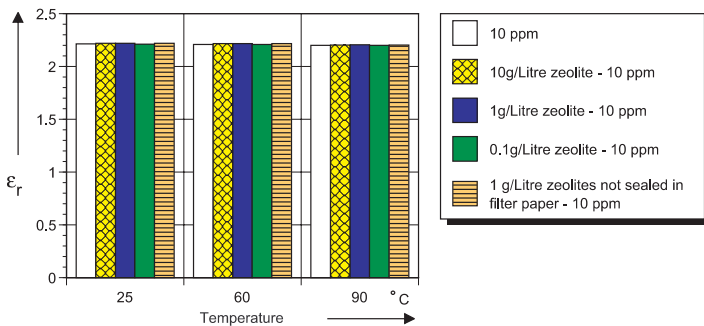 2.5
2
1.5
1
0.5
0
εr
25
60
90
°C
Temperature
10 ppm
10g/Litre zeolite - 10 ppm
1g/Litre zeolite - 10 ppm
0.1g/Litre zeolite - 10 ppm
1 g/Litre zeolites not sealed in
filter paper - 10 ppm